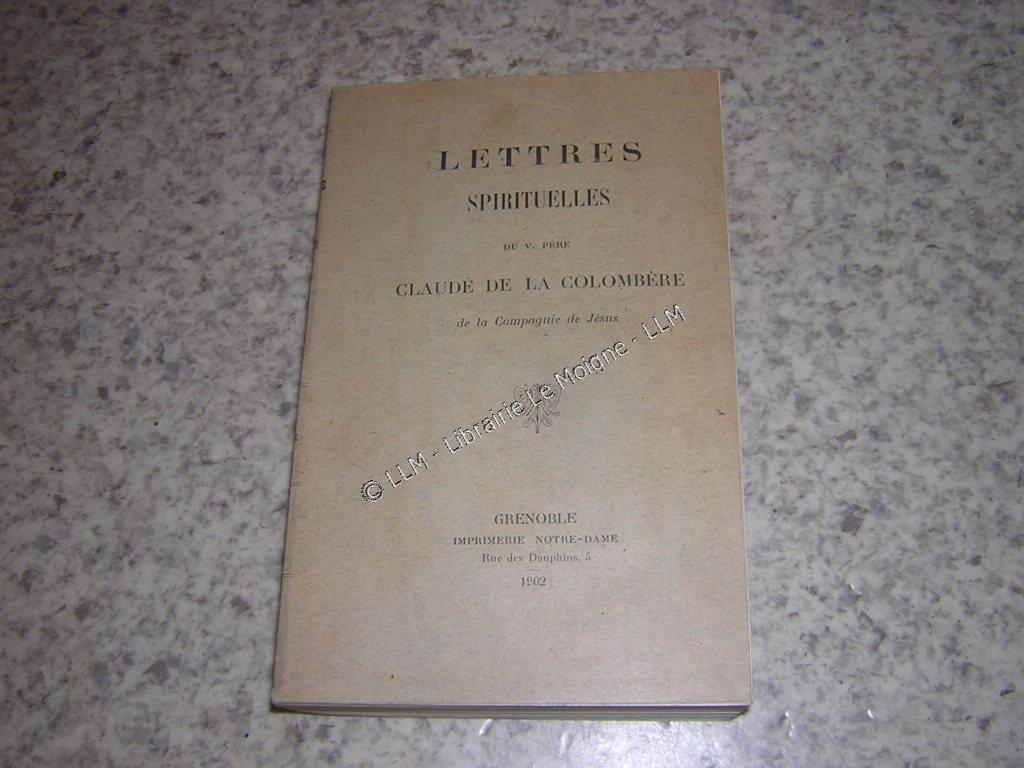 LETTRES
SPIRITUELLES
DU V. PÈRE
CLAUDE DE LA COLOMBÈRE
de la Compagnie de Jésus
© LLM - Librairie Le Moigne - LLM
GRENOBLE
IMPRIMERIE NOTRE-DAME
Rue des Dauphins, 5
1902